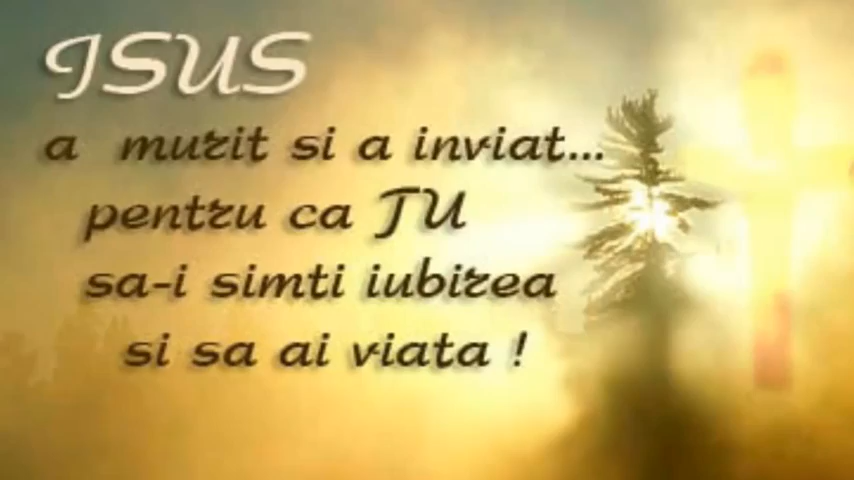 ISUS
a murit si a inviat...
pentru ca TU
sa-i simti iubirea
si sa ai viata !